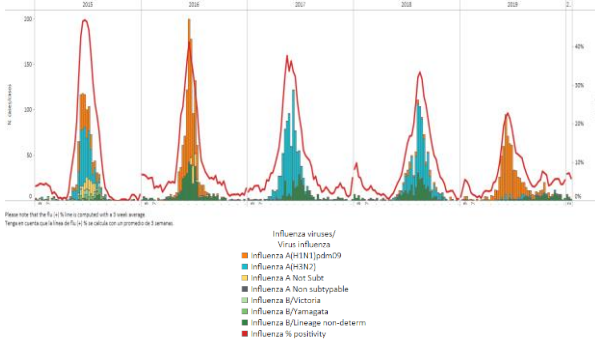 2015 2016 2017 2018 2019 2..
200
150
100
50
0
40%
30%
20%
10%
0%
Please note that the flu (+) % line is computed with a 3 week average.
Tenga en cuenta que la línea de flu (+) % se calcula con un promedio de 3 semanas.
Influenza viruses/
Virus influenza
Influenza A(H1N1)pdm09
Influenza A(H3N2)
Influenza A Not Subt
Influenza A Non subtypable
Influenza B/Victoria
Influenza B/Yamagata
Influenza B/Lineage non-determ
Influenza % positivity